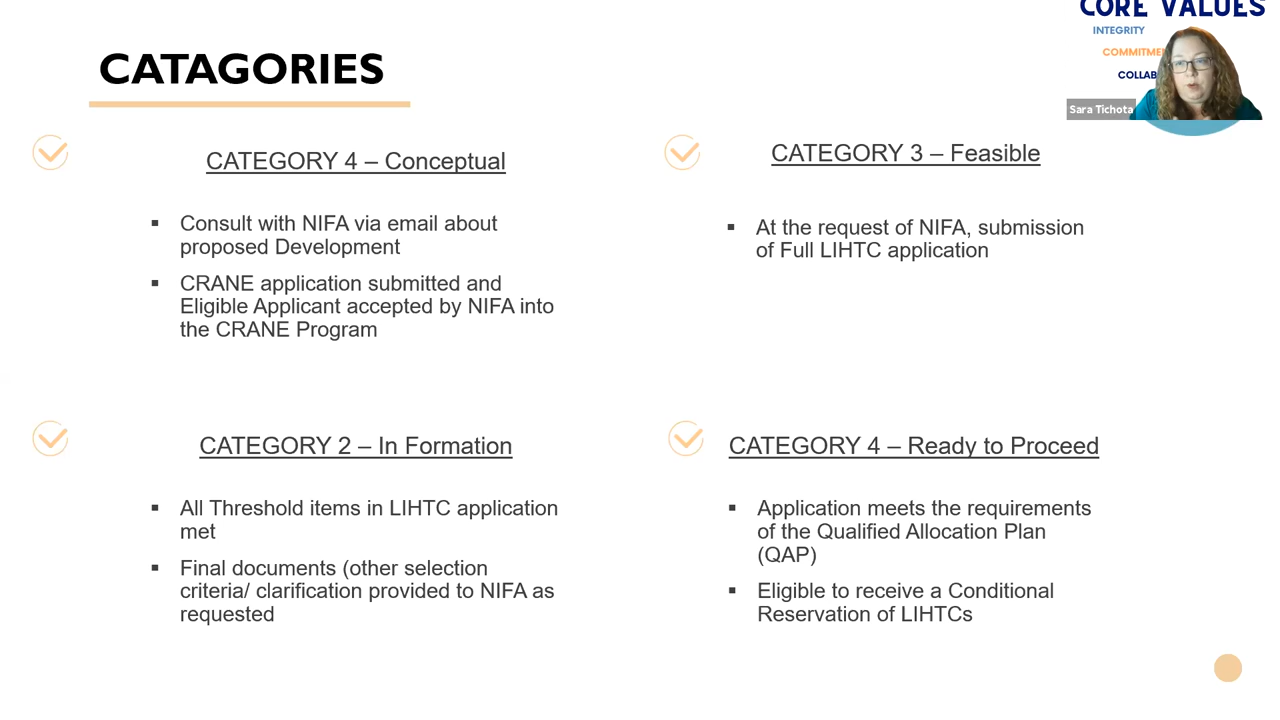 CORE VALUES
INTEGRITY
COMMITME
COLLAB
Sara Tichota
CATAGORIES
CATEGORY 4 – Conceptual
▪ Consult with NIFA via email about
proposed Development
▪ CRANE application submitted and
Eligible Applicant accepted by NIFA into
the CRANE Program
CATEGORY 3 – Feasible
▪ At the request of NIFA, submission
of Full LIHTC application
CATEGORY 2 – In Formation
▪ All Threshold items in LIHTC application
met
▪ Final documents (other selection
criteria/ clarification provided to NIFA as
requested
CATEGORY 4 – Ready to Proceed
▪ Application meets the requirements
of the Qualified Allocation Plan
(QAP)
▪ Eligible to receive a Conditional
Reservation of LIHTCs